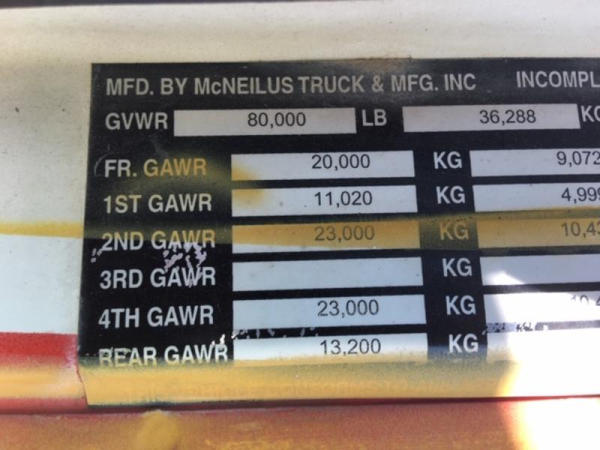 MFD. BY McNEILUS TRUCK & MFG. INC INCOMPL
GVWR 80,000 LB 36,288 KG
FR. GAWR 20,000 KG 9,072
1ST GAWR 11,020 KG 4,999
2ND GAWR 23,000 KG 10,43
3RD GAWR KG
4TH GAWR 23,000
REAR GAWR 13,200 KG